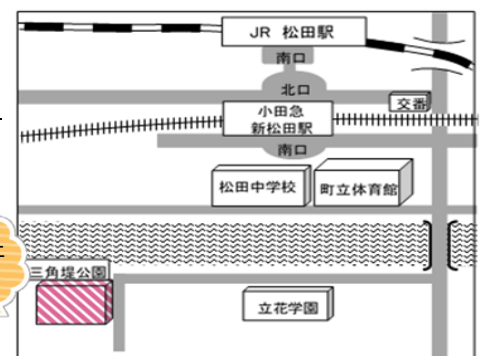 JR 松田駅
南口
北口
交番
小田急
新松田駅
南口
松田中学校
町立体育館
三角堤公園
立花学園